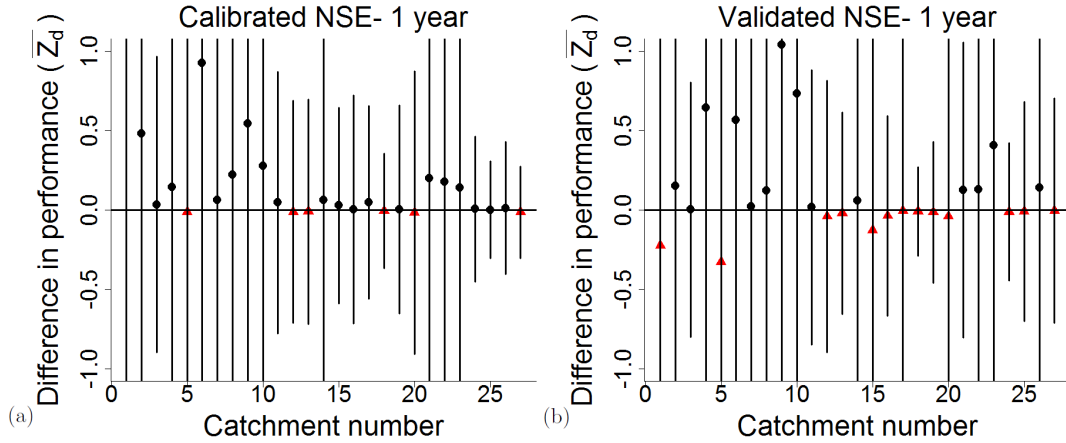 Calibrated NSE- 1 year
Difference in performance ( Zd )
1.0
0.5
0.0
-0.5
-1.0
0 5 10 15 20 25
Catchment number
(a)
Validated NSE- 1 year
Difference in performance ( Zd )
1.0
0.5
0.0
-0.5
-1.0
0 5 10 15 20 25
Catchment number
(b)